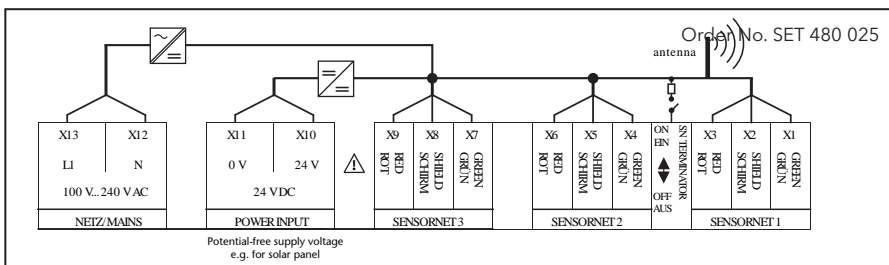 Order No. SET 480 025
antenna
X13 X12
L1 N
100 V...240 VAC
NETZ/MAINS
X11 X10
0 V 24 V
24 VDC
POWER INPUT
Potential-free supply voltage
e.g. for solar panel
X9 X8 X7
RED
ROT
SHIELD
SCHIRM
GREEN
GRÜN
SENSORNET 3
X6 X5 X4
RED
ROT
SHIELD
SCHIRM
GREEN
GRÜN
SENSORNET 2
ON
EIN
SN TERMINATOR
OFF
AUS
X3 X2 X1
RED
ROT
SHIELD
SCHIRM
GREEN
GRÜN
SENSORNET 1